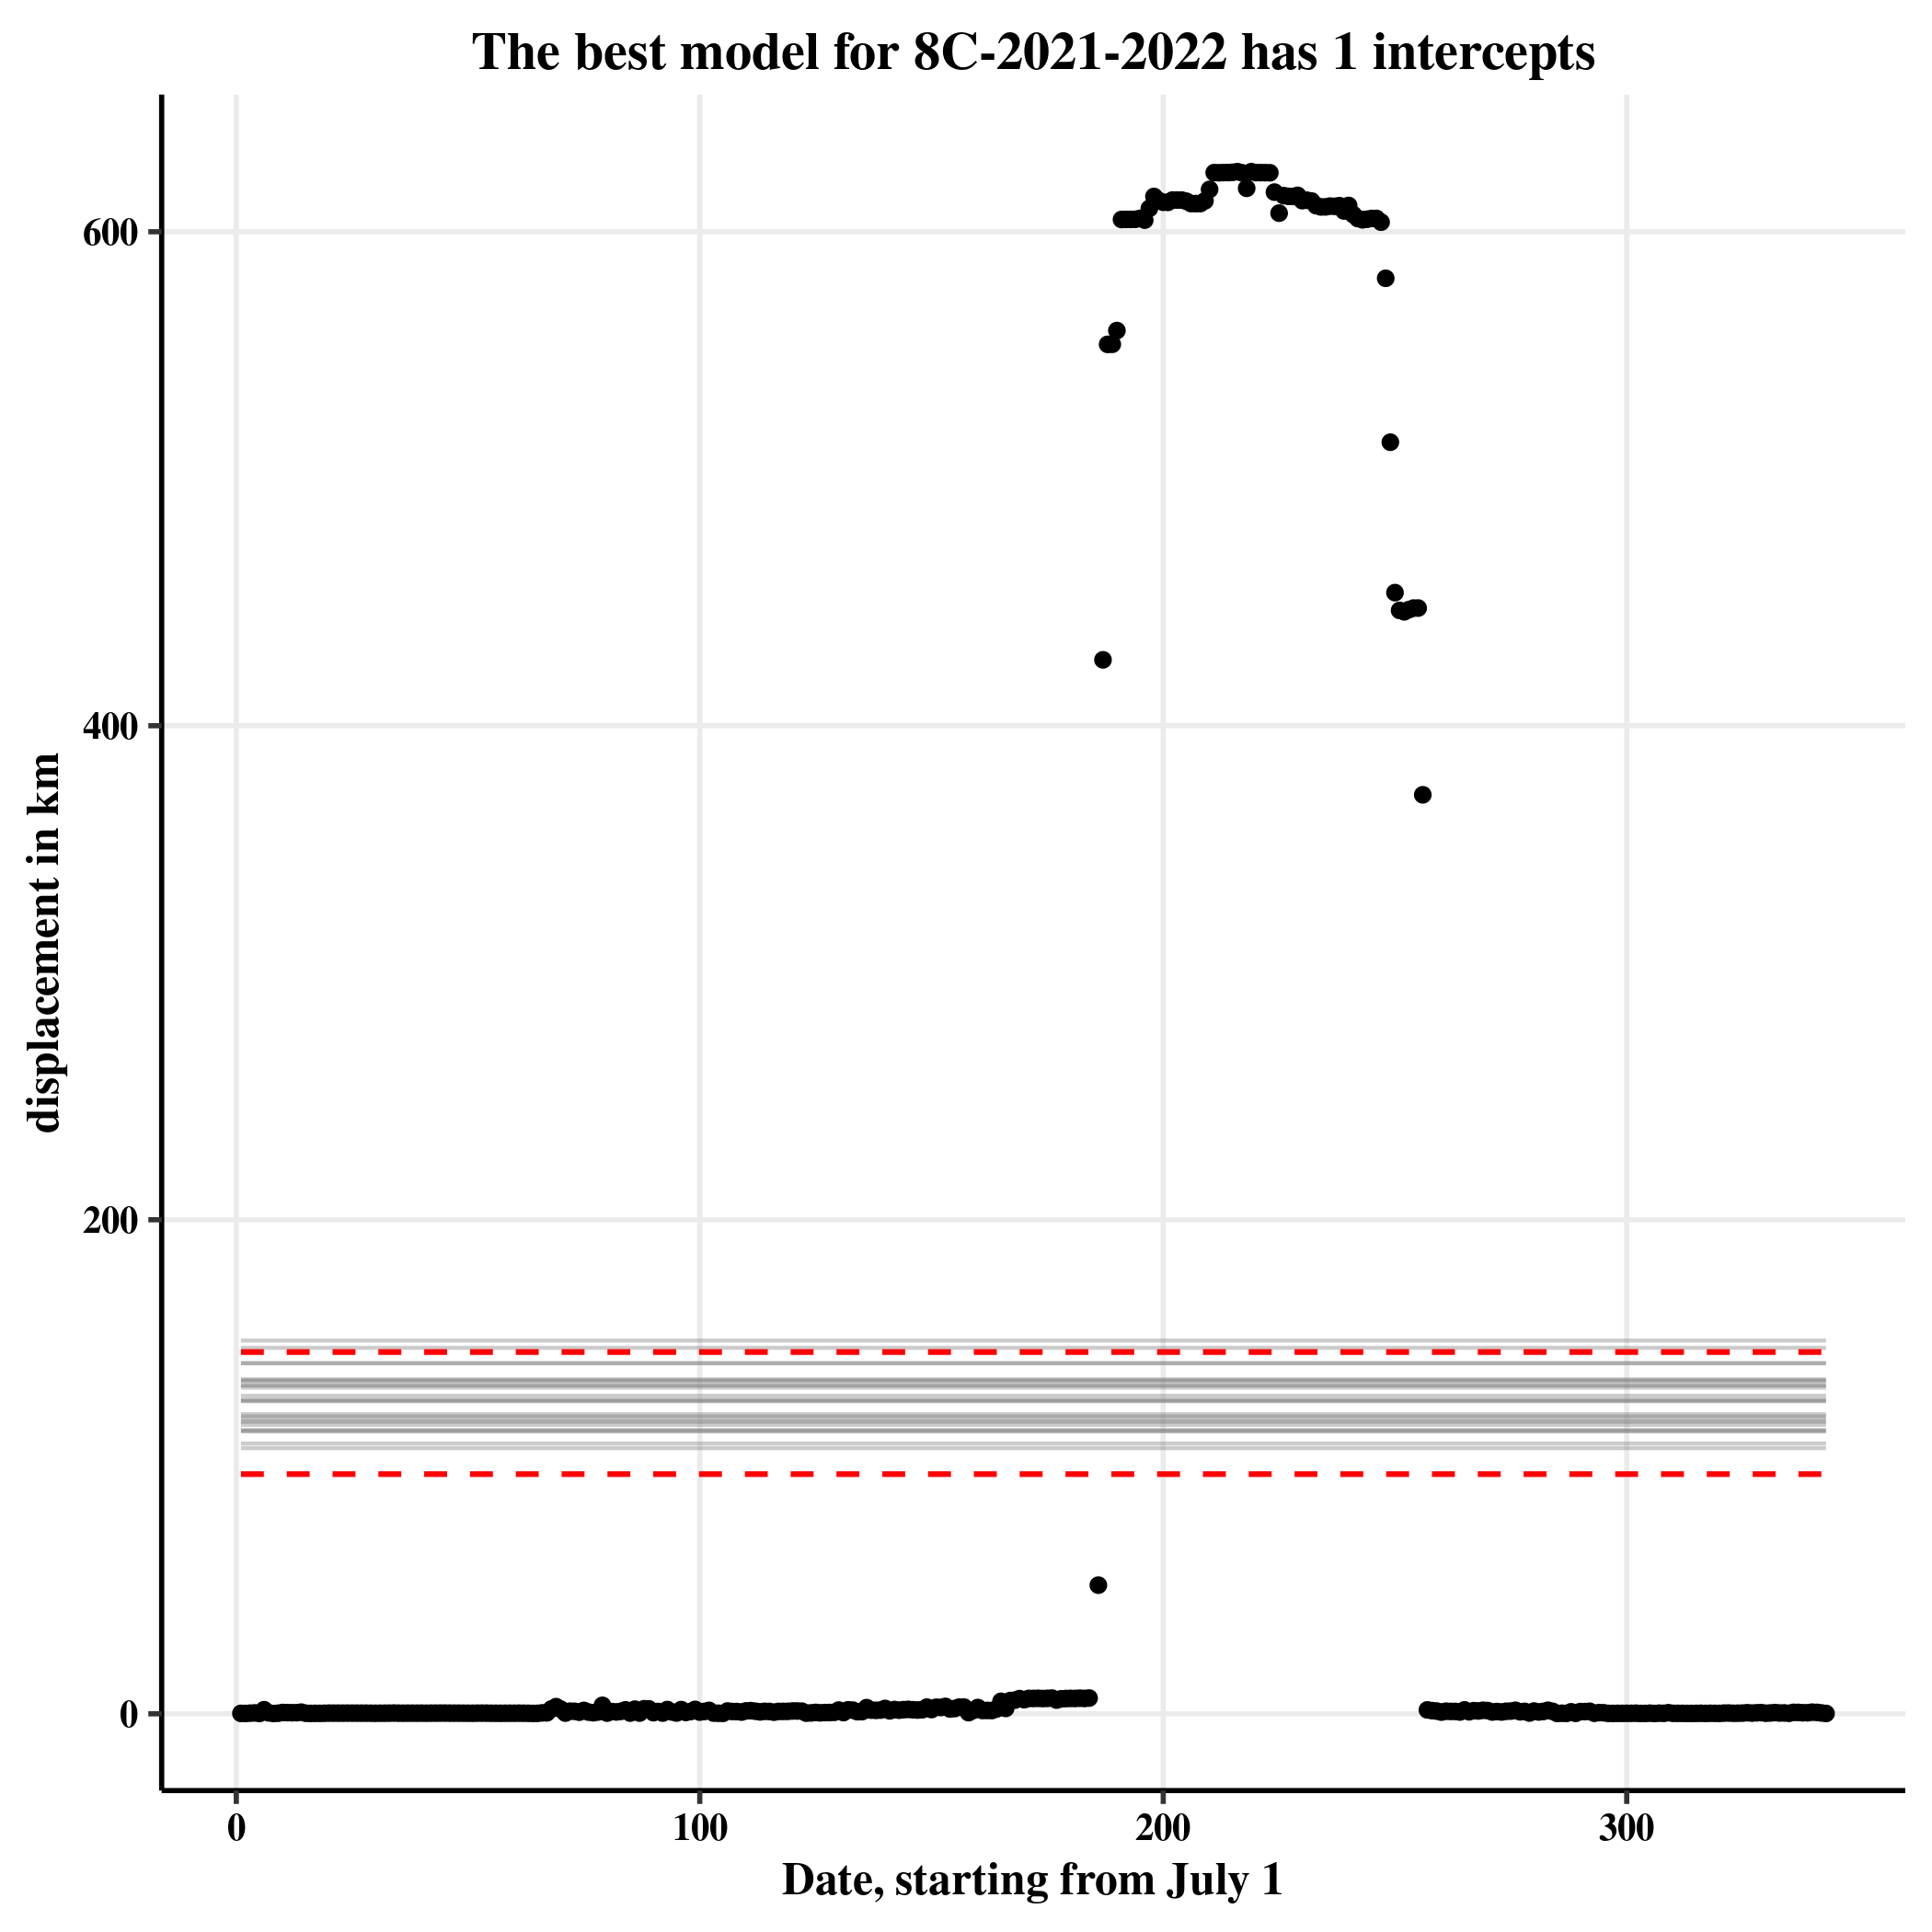 The best model for 8C-2021-2022 has 1 intercepts
displacement in km
600
400
200
0
0 100 200 300
Date, starting from July 1